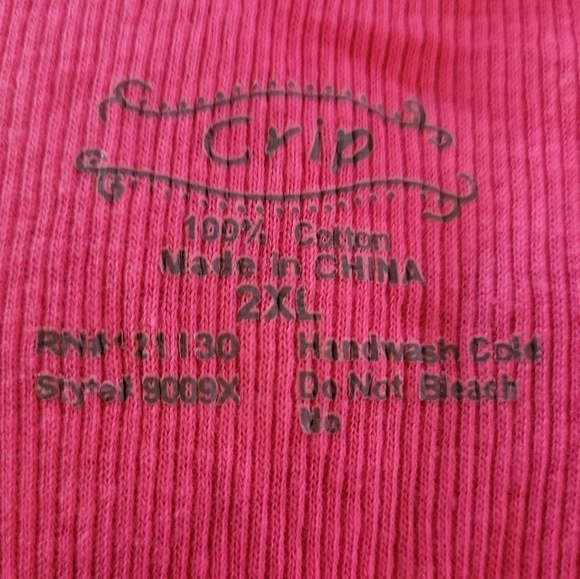 Crip
100% Cotton
Made in CHINA
2XL
RN# 121130
Style# 9009X
Handwash Cold
Do Not Bleach